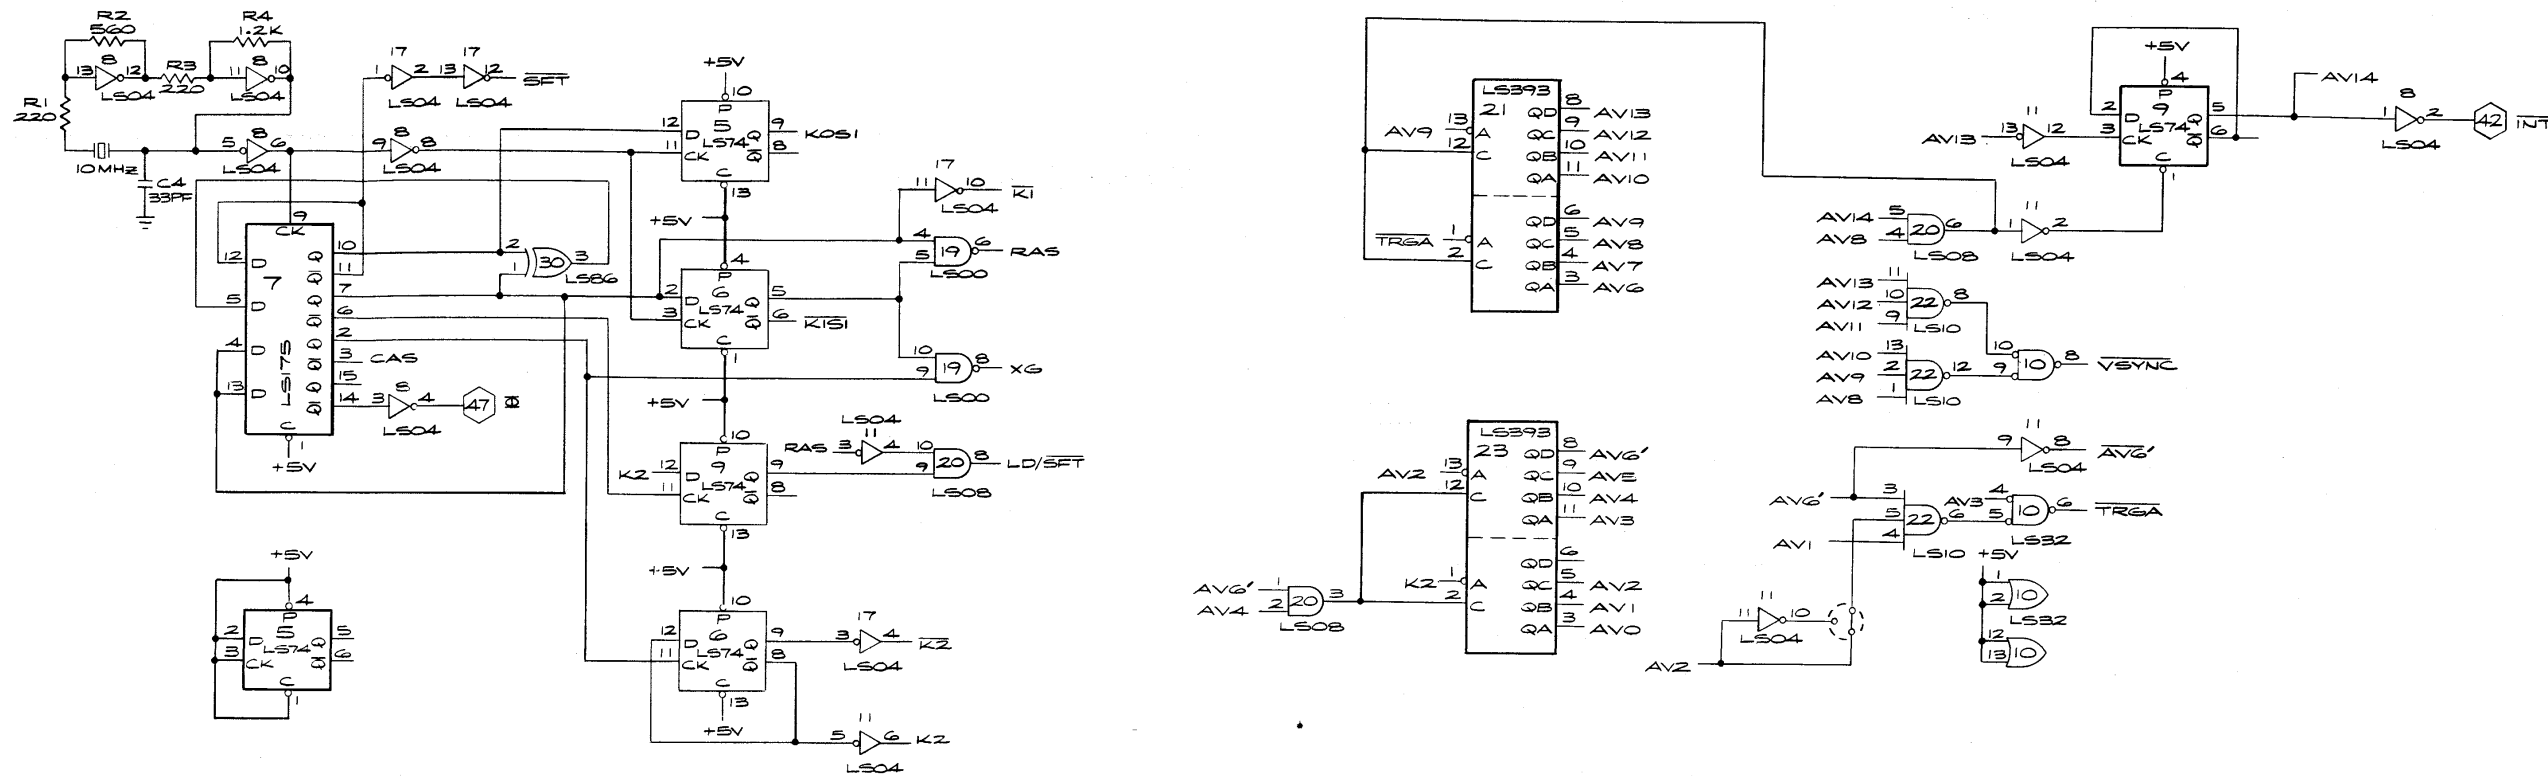 R2
560
R4
1.2K
8
13 12
LS04
R3
220
8
11 10
LS04
R1
220
10MHZ
C4
33PF
5 8 6
LS04
9 8 8
LS04
17
1 2
LS04
17
13 12
LS04
SFT
9
CK
12 D
5 D
4 D
13 D
7
LS175
Q 10
Q 11
Q 7
Q 6
Q 2
Q 3 CAS
Q 15
Q 14
C
1
+5V
3 8 4
LS04
47 Φ
2
1
30
3
LS86
+5V
10
P
12 D
11 CK
5
LS74
Q 9 KOSI
Q 8
C
13
+5V
4
P
2 D
3 CK
6
LS74
Q 5
Q 6 K1S1
C
1
+5V
17
11 10 K1
LS04
4
5
19
6 RAS
LS00
10
9
19
8 XG
LS00
10
P
K2 12 D
11 CK
9
LS74
Q 9
Q 8
C
13
+5V
LS04
11
RAS 3 4
10
9
20
8 LD/SFT
LS08
10
P
12 D
11 CK
6
LS74
Q 9
Q 8
C
13
+5V
17
3 4 K2
LS04
11
5 6 K2
LS04
+5V
4
P
2 D
3 CK
5
LS74
Q 5
Q 6
C
1
LS393
21
AV9 13 A
12 C
QD 8 AV13
QC 9 AV12
QB 10 AV11
QA 11 AV10
TRGA 1 A
2 C
QD 6 AV9
QC 5 AV8
QB 4 AV7
QA 3 AV6
LS393
23
AV2 13 A
12 C
QD 8 AV6'
QC 9 AV5
QB 10 AV4
QA 11 AV3
K2 1 A
2 C
QD 6
QC 5 AV2
QB 4 AV1
QA 3 AV0
AV6' 1
AV4 2
20
3
LS08
+5V
4
P
2 D
3 CK
9
LS74
Q 5
Q 6
C
1
AV13 13 11 12
LS04
AV14
8
1 2
LS04
42 INT
AV14 5
AV8 4
20
6
LS08
11
1 2
LS04
AV13 11
AV12 10
AV11 9
22
8
LS10
AV10 13
AV9 2
AV8 1
22
12
LS10
10
9
10
8 VSYNC
11
9 8 AV6'
LS04
AV6' 3
5
AV1 4
22
6
LS10
AV3 4
5
10
6 TRGA
LS32
11
11 10
LS04
AV2
+5V
1
2
10
LS32
12
13
10